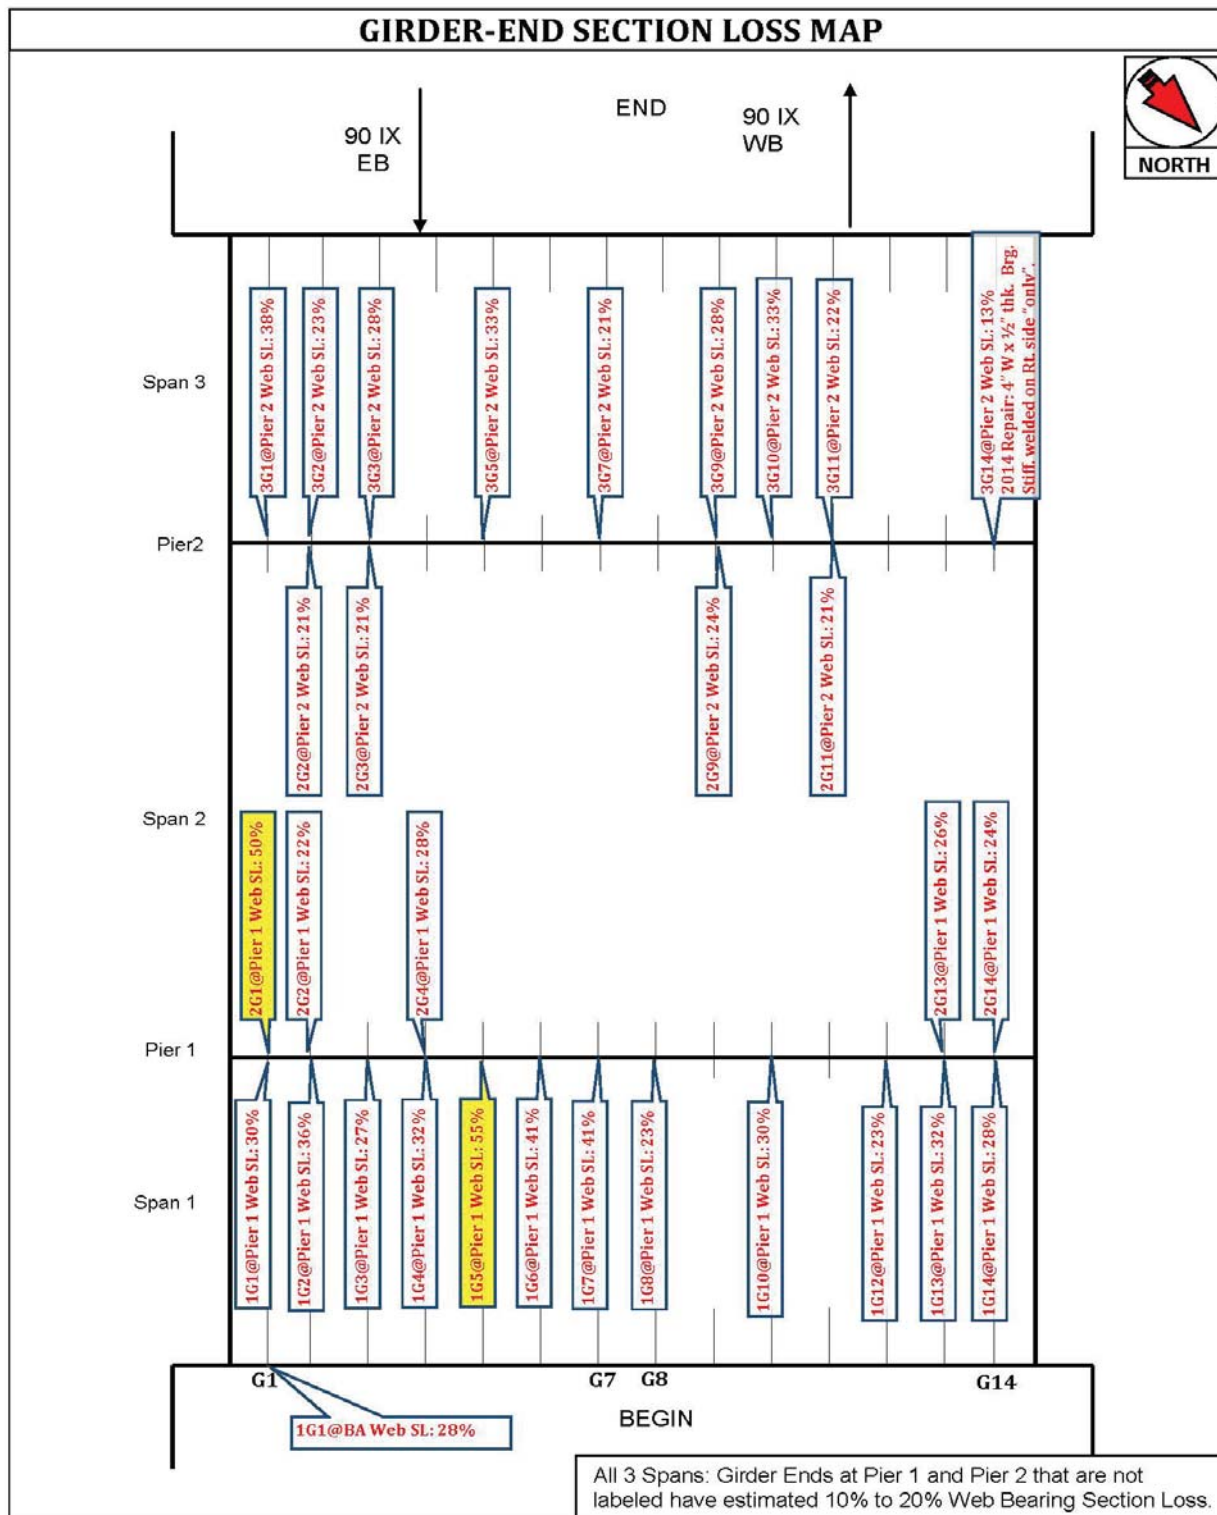 GIRDER-END SECTION LOSS MAP
END
90 IX
EB
90 IX
WB
NORTH
Span 3
3G1@Pier 2 Web SL: 38%
3G2@Pier 2 Web SL: 23%
3G3@Pier 2 Web SL: 28%
3G5@Pier 2 Web SL: 33%
3G7@Pier 2 Web SL: 21%
3G9@Pier 2 Web SL: 28%
3G10@Pier 2 Web SL: 33%
3G11@Pier 2 Web SL: 22%
3G14@Pier 2 Web SL: 13%
2014 Repair: 4" W x ½" thk. Brg.
Stiff. welded on Rt. side "only".
Pier2
2G2@Pier 2 Web SL: 21%
2G3@Pier 2 Web SL: 21%
2G9@Pier 2 Web SL: 24%
2G11@Pier 2 Web SL: 21%
Span 2
2G1@Pier 1 Web SL: 50%
2G2@Pier 1 Web SL: 22%
2G4@Pier 1 Web SL: 28%
2G13@Pier 1 Web SL: 26%
2G14@Pier 1 Web SL: 24%
Pier 1
1G1@Pier 1 Web SL: 30%
1G2@Pier 1 Web SL: 36%
1G3@Pier 1 Web SL: 27%
1G4@Pier 1 Web SL: 32%
1G5@Pier 1 Web SL: 55%
1G6@Pier 1 Web SL: 41%
1G7@Pier 1 Web SL: 41%
1G8@Pier 1 Web SL: 23%
1G10@Pier 1 Web SL: 30%
1G12@Pier 1 Web SL: 23%
1G13@Pier 1 Web SL: 32%
1G14@Pier 1 Web SL: 28%
Span 1
G1
G7
G8
G14
1G1@BA Web SL: 28%
BEGIN
All 3 Spans: Girder Ends at Pier 1 and Pier 2 that are not
labeled have estimated 10% to 20% Web Bearing Section Loss.